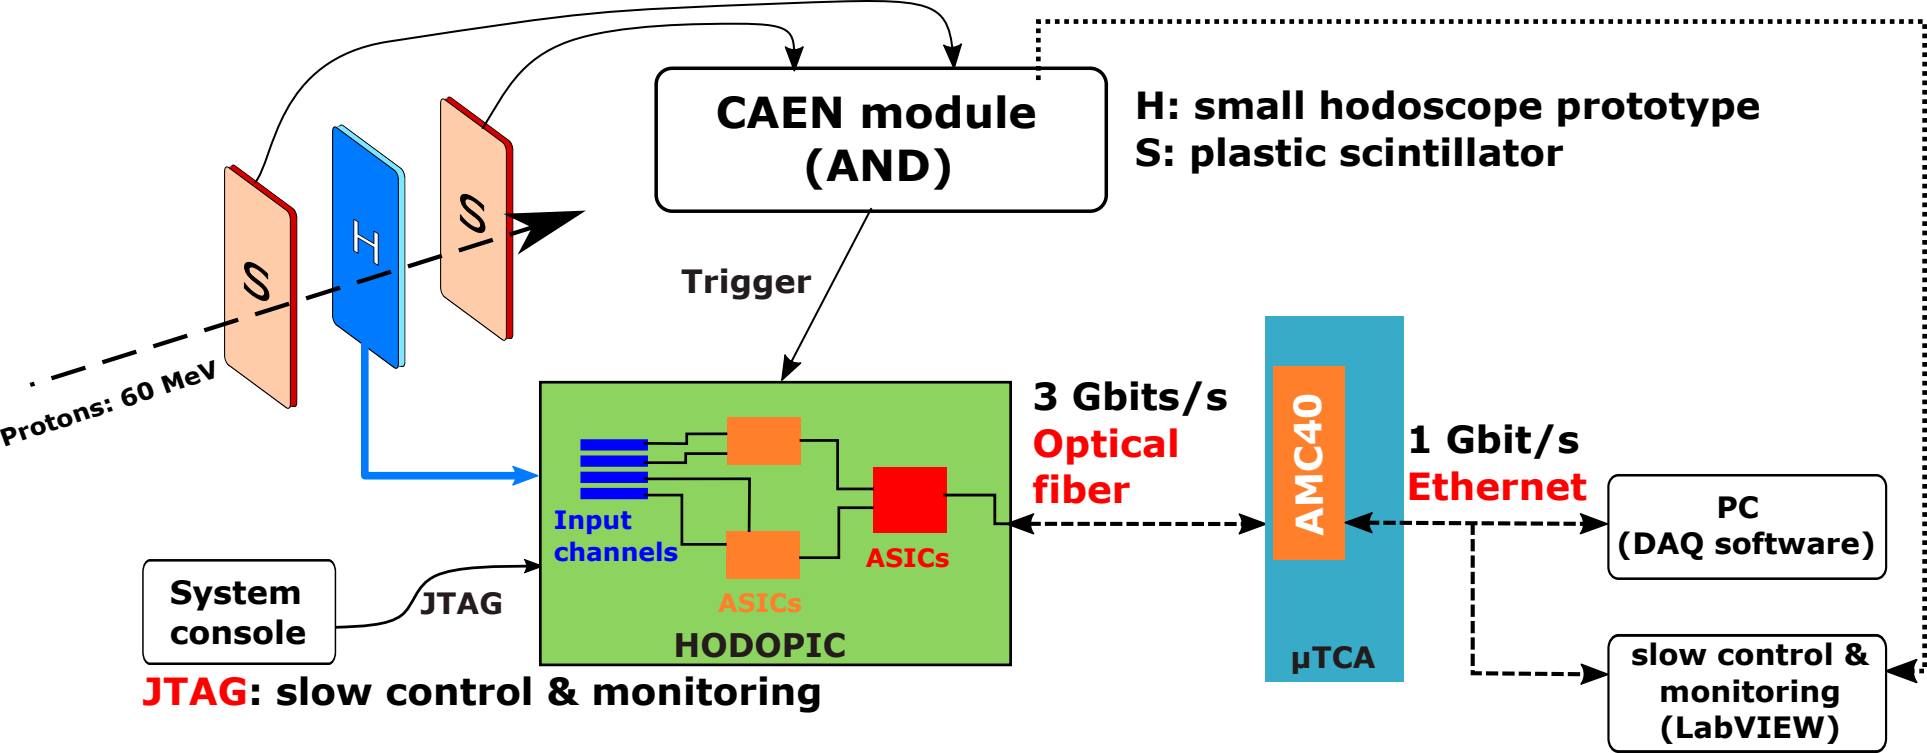 CAEN module
(AND)
H: small hodoscope prototype
S: plastic scintillator
S
H
S
Protons: 60 MeV
Trigger
3 Gbits/s
Optical
fiber
AMC40
1 Gbit/s
Ethernet
PC
(DAQ software)
Input
channels
ASICs
ASICs
HODOPIC
System
console
JTAG
µTCA
slow control &
monitoring
(LabVIEW)
JTAG: slow control & monitoring